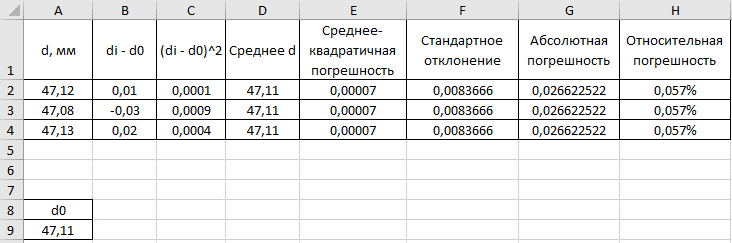 A B C D E F G H
1 d, мм di - d0 (di - d0)^2 Среднее d Среднее-квадратичная погрешность Стандартное отклонение Абсолютная погрешность Относительная погрешность
2 47,12 0,01 0,0001 47,11 0,00007 0,0083666 0,026622522 0,057%
3 47,08 -0,03 0,0009 47,11 0,00007 0,0083666 0,026622522 0,057%
4 47,13 0,02 0,0004 47,11 0,00007 0,0083666 0,026622522 0,057%
5
6
7
8 d0
9 47,11